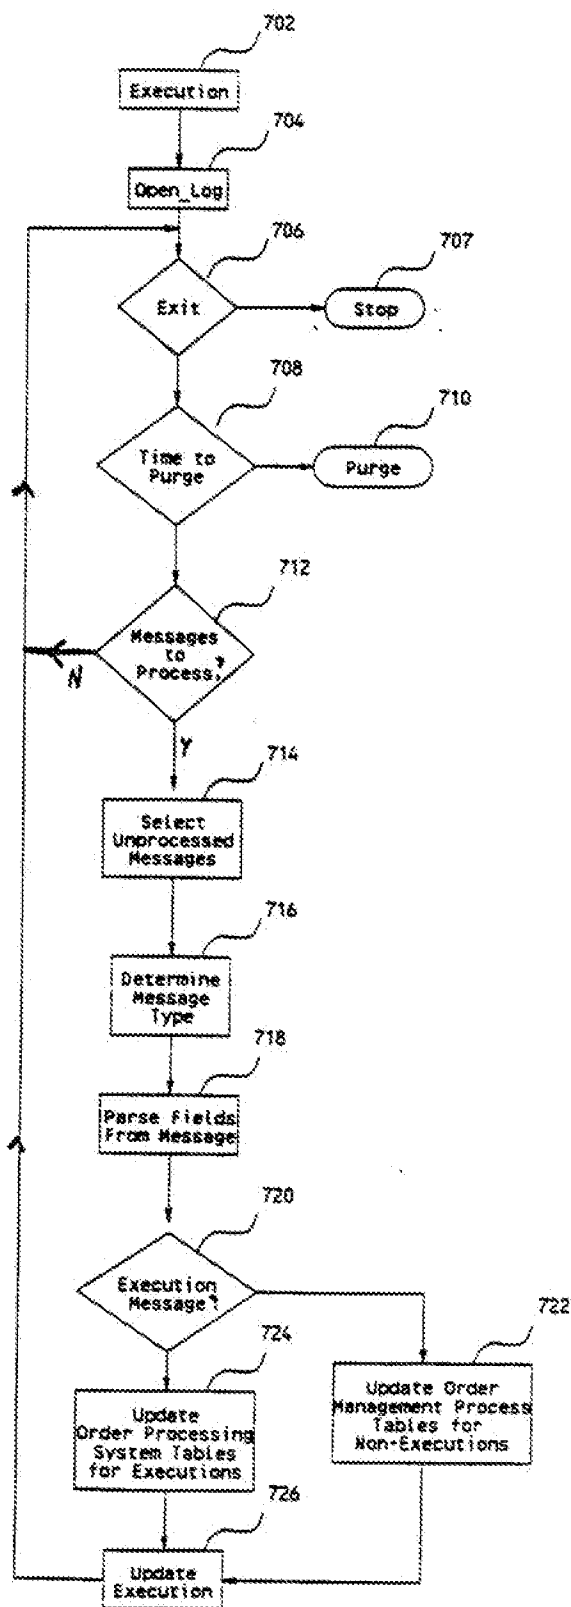 702
Execution
704
Open_Log
706
707
Exit
Stop
708
710
Time to
Purge
Purge
712
Messages
to
Process?
N
Y
714
Select
Unprocessed
Messages
716
Determine
Message
Type
718
Parse Fields
From Message
720
Execution
Message?
722
724
Update Order
Management Process
Tables for
Non-Executions
Update
Order Processing
System Tables
for Executions
726
Update
Execution